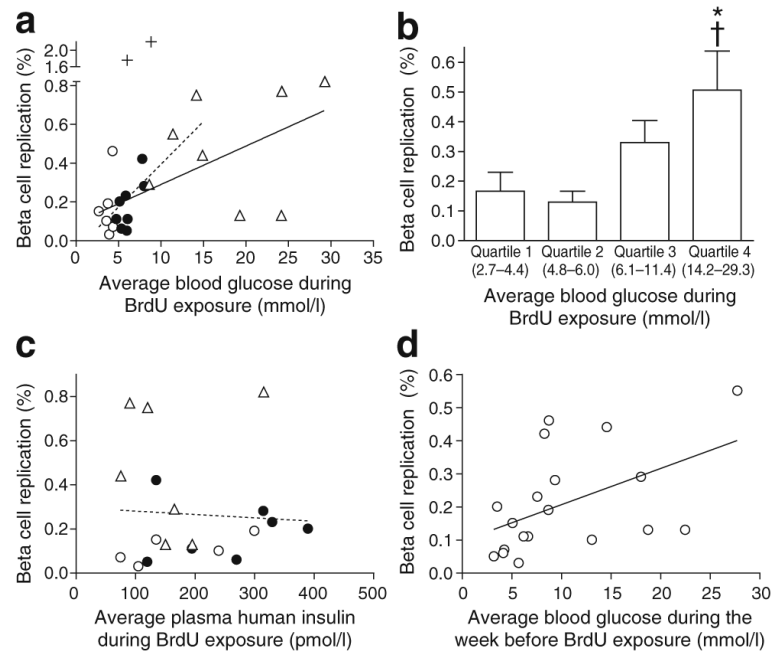 a
Beta cell replication (%)
2.0
1.6
0.8
0.6
0.4
0.2
0.0
0 5 10 15 20 25 30 35
Average blood glucose during
BrdU exposure (mmol/l)
b
Beta cell replication (%)
0.6
0.5
0.4
0.3
0.2
0.1
0.0
*
†
Quartile 1 Quartile 2 Quartile 3 Quartile 4
(2.7–4.4) (4.8–6.0) (6.1–11.4) (14.2–29.3)
Average blood glucose during
BrdU exposure (mmol/l)
c
Beta cell replication (%)
0.8
0.6
0.4
0.2
0.0
0 100 200 300 400 500
Average plasma human insulin
during BrdU exposure (pmol/l)
d
Beta cell replication (%)
0.6
0.5
0.4
0.3
0.2
0.1
0.0
0 5 10 15 20 25 30
Average blood glucose during the
week before BrdU exposure (mmol/l)